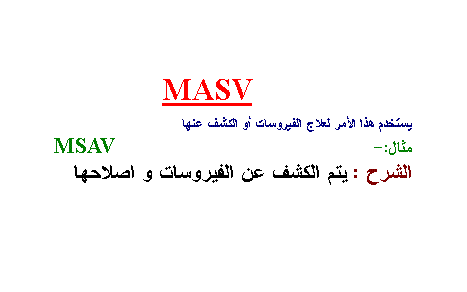 MASV
يستخدم هذا الأمر لعلاج الفيروسات أو الكشف عنها
مثال:- MSAV
الشرح : يتم الكشف عن الفيروسات و اصلاحها